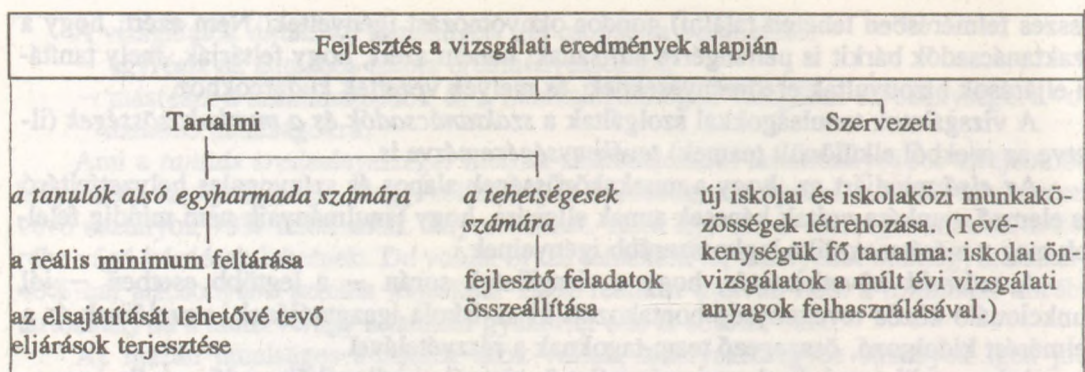 Fejlesztés a vizsgálati eredmények alapján
Tartalmi
Szervezeti
a tanulók alsó egyharmada számára
a reális minimum feltárása
az elsajátítását lehetővé tevő
eljárások terjesztése
a tehetségesek
számára
fejlesztő feladatok
összeállítása
új iskolai és iskolaközi munkakö-
zösségek létrehozása. (Tevé-
kenységük fő tartalma: iskolai ön-
vizsgálatok a múlt évi vizsgálati
anyagok felhasználásával.)